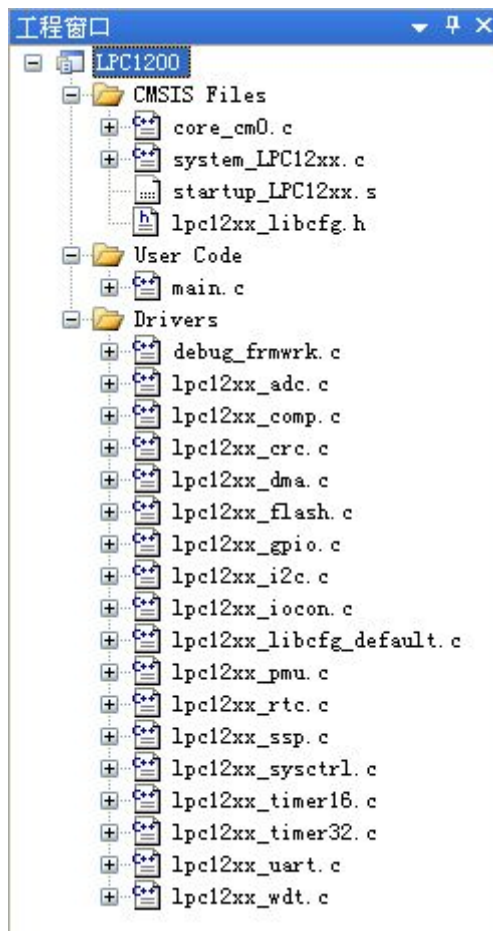 工程窗口
LPC1200
CMSIS Files
core_cm0.c
system_LPC12xx.c
startup_LPC12xx.s
lpc12xx_libcfg.h
User Code
main.c
Drivers
debug_frmwrk.c
lpc12xx_adc.c
lpc12xx_comp.c
lpc12xx_crc.c
lpc12xx_dma.c
lpc12xx_flash.c
lpc12xx_gpio.c
lpc12xx_i2c.c
lpc12xx_iocon.c
lpc12xx_libcfg_default.c
lpc12xx_pmu.c
lpc12xx_rtc.c
lpc12xx_ssp.c
lpc12xx_sysctrl.c
lpc12xx_timer16.c
lpc12xx_timer32.c
lpc12xx_uart.c
lpc12xx_wdt.c